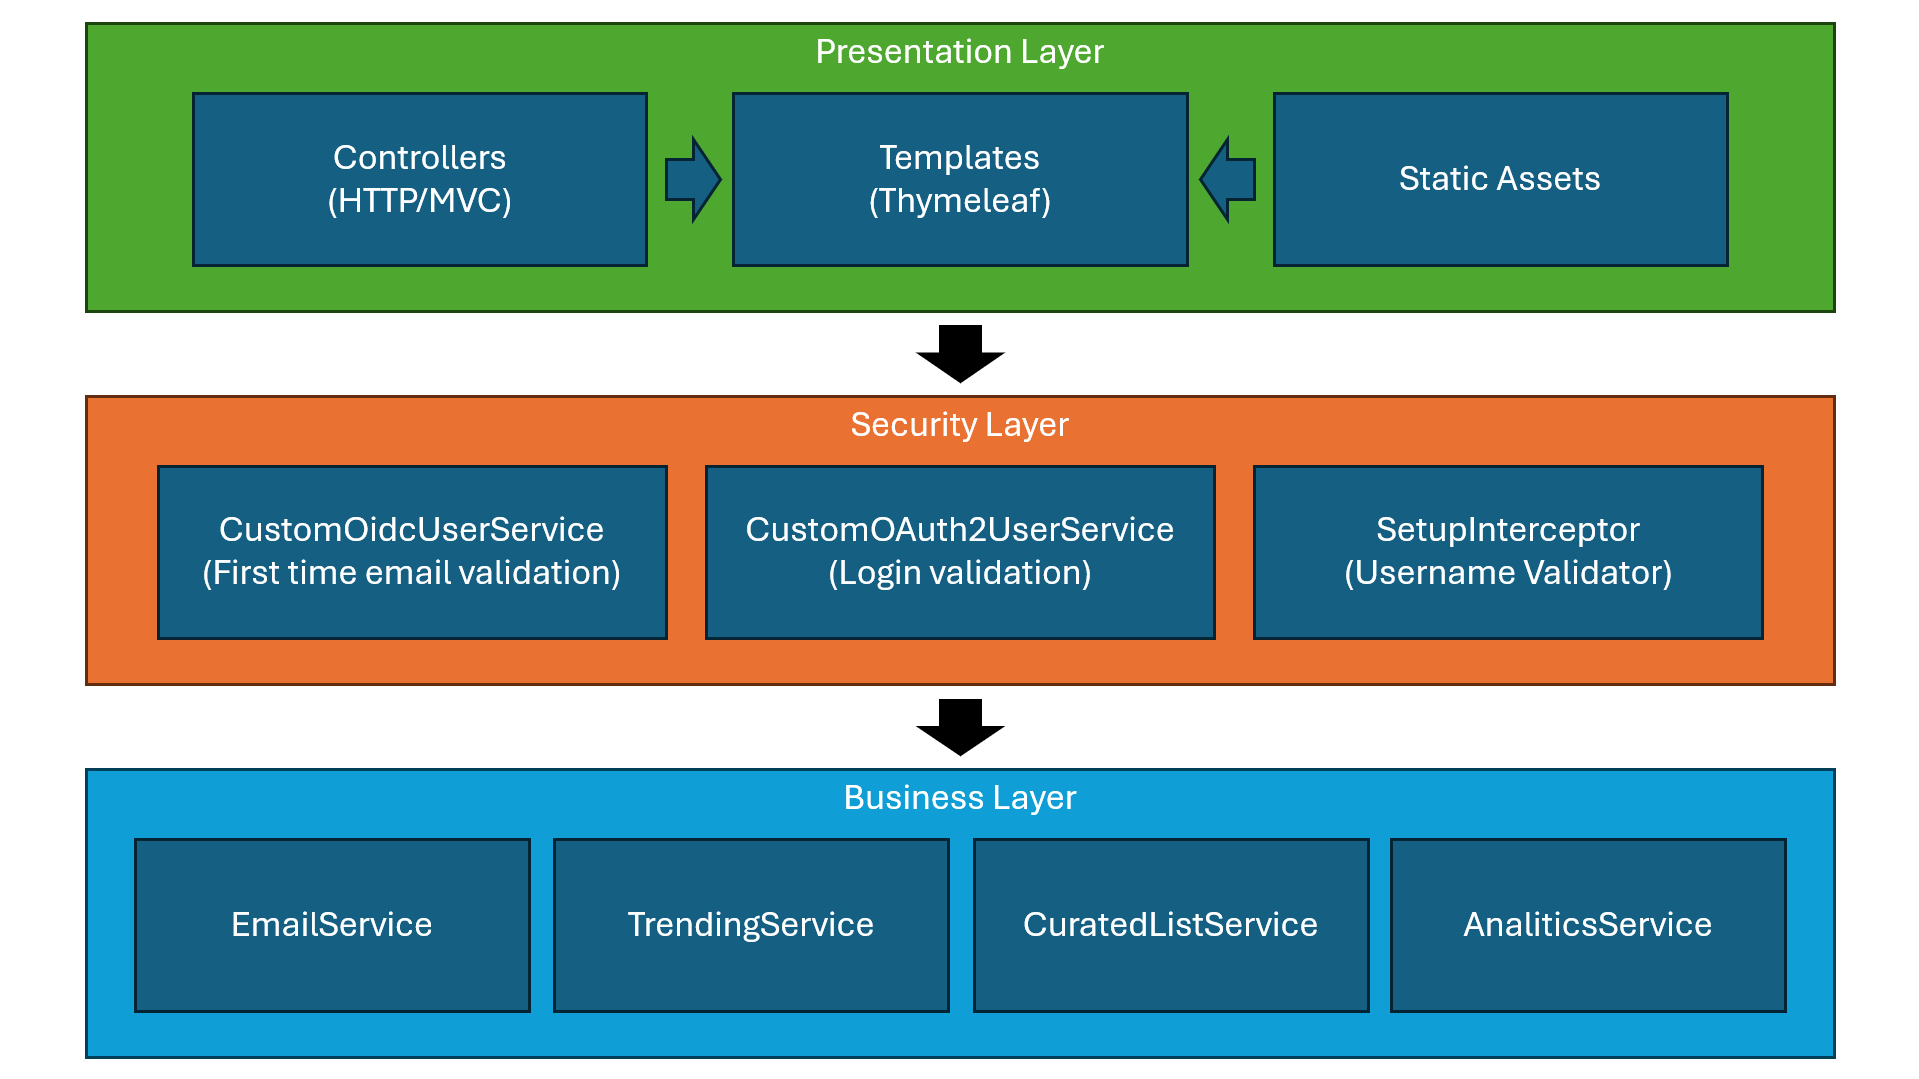 Presentation Layer
Controllers
(HTTP/MVC)
Templates
(Thymeleaf)
Static Assets
Security Layer
CustomOidcUserService
(First time email validation)
CustomOAuth2UserService
(Login validation)
SetupInterceptor
(Username Validator)
Business Layer
EmailService
TrendingService
CuratedListService
AnaliticsService